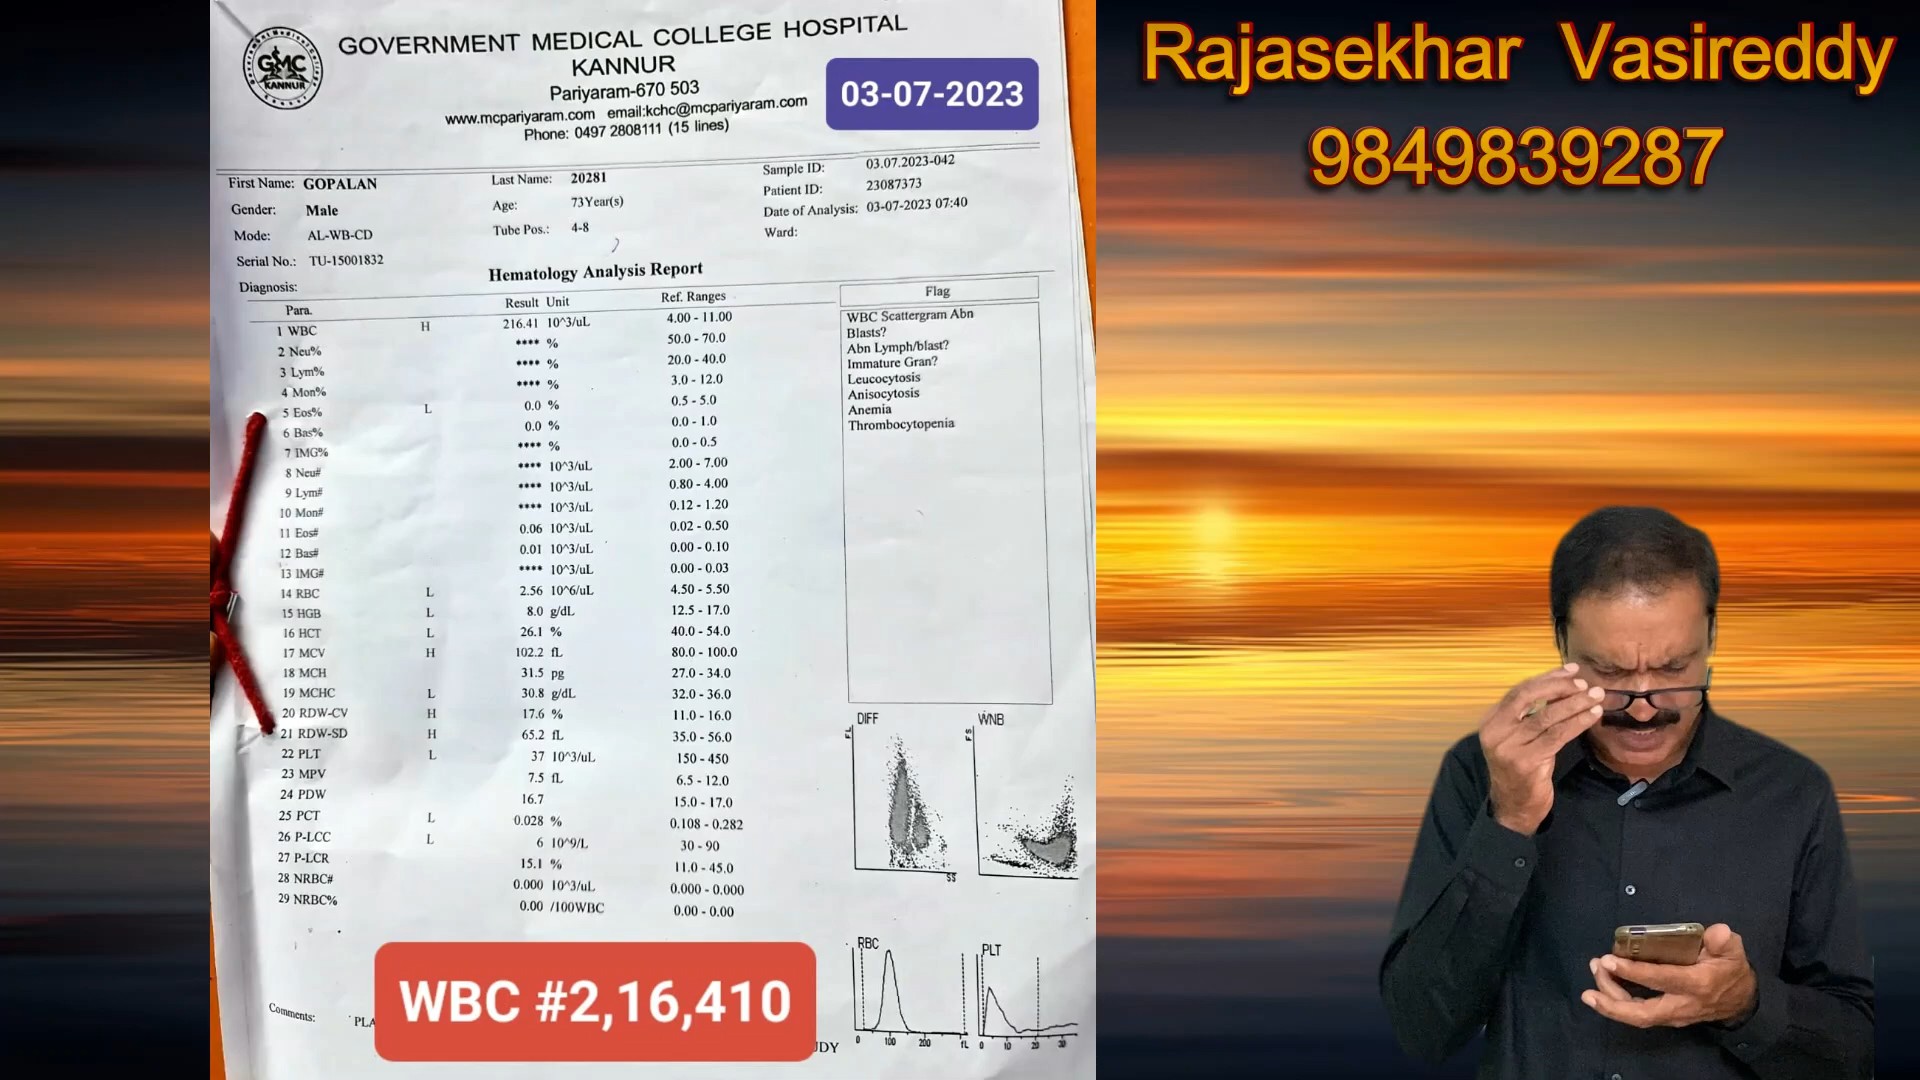 GOVERNMENT MEDICAL COLLEGE HOSPITAL
KANNUR
Pariyaram-670 503
www.mcpariyaram.com email:kchc@mcpariyaram.com
Phone: 0497 2808111 (15 lines)
GMC
KANNUR
03-07-2023
Rajasekhar Vasireddy
9849839287
First Name: GOPALAN Last Name: 20281 Sample ID: 03.07.2023-042
Gender: Male Age: 73Year(s) Patient ID: 23087373
Mode: AL-WB-CD Tube Pos.: 4-8 Date of Analysis: 03-07-2023 07:40
Serial No.: TU-15001832 Ward:
Diagnosis:
Hematology Analysis Report
Para. Result Unit Ref. Ranges
1 WBC H 216.41 10^3/uL 4.00 - 11.00
2 Neu% **** % 50.0 - 70.0
3 Lym% **** % 20.0 - 40.0
4 Mon% **** % 3.0 - 12.0
5 Eos% L 0.0 % 0.5 - 5.0
6 Bas% 0.0 % 0.0 - 1.0
7 IMG% **** % 0.0 - 0.5
8 Neu# **** 10^3/uL 2.00 - 7.00
9 Lym# **** 10^3/uL 0.80 - 4.00
10 Mon# **** 10^3/uL 0.12 - 1.20
11 Eos# 0.06 10^3/uL 0.02 - 0.50
12 Bas# 0.01 10^3/uL 0.00 - 0.10
13 IMG# **** 10^3/uL 0.00 - 0.03
14 RBC L 2.56 10^6/uL 4.50 - 5.50
15 HGB L 8.0 g/dL 12.5 - 17.0
16 HCT L 26.1 % 40.0 - 54.0
17 MCV H 102.2 fL 80.0 - 100.0
18 MCH 31.5 pg 27.0 - 34.0
19 MCHC L 30.8 g/dL 32.0 - 36.0
20 RDW-CV H 17.6 % 11.0 - 16.0
21 RDW-SD H 65.2 fL 35.0 - 56.0
22 PLT L 37 10^3/uL 150 - 450
23 MPV 7.5 fL 6.5 - 12.0
24 PDW 16.7 15.0 - 17.0
25 PCT L 0.028 % 0.108 - 0.282
26 P-LCC L 6 10^9/L 30 - 90
27 P-LCR 15.1 % 11.0 - 45.0
28 NRBC# 0.000 10^3/uL 0.000 - 0.000
29 NRBC% 0.00 /100WBC 0.00 - 0.00
Flag
WBC Scattergram Abn
Blasts?
Abn Lymph/blast?
Immature Gran?
Leucocytosis
Anisocytosis
Anemia
Thrombocytopenia
DIFF WNB
FL FS
SS
RBC PLT
0 100 200 fL 0 10 20 30
Comments:
WBC #2,16,410